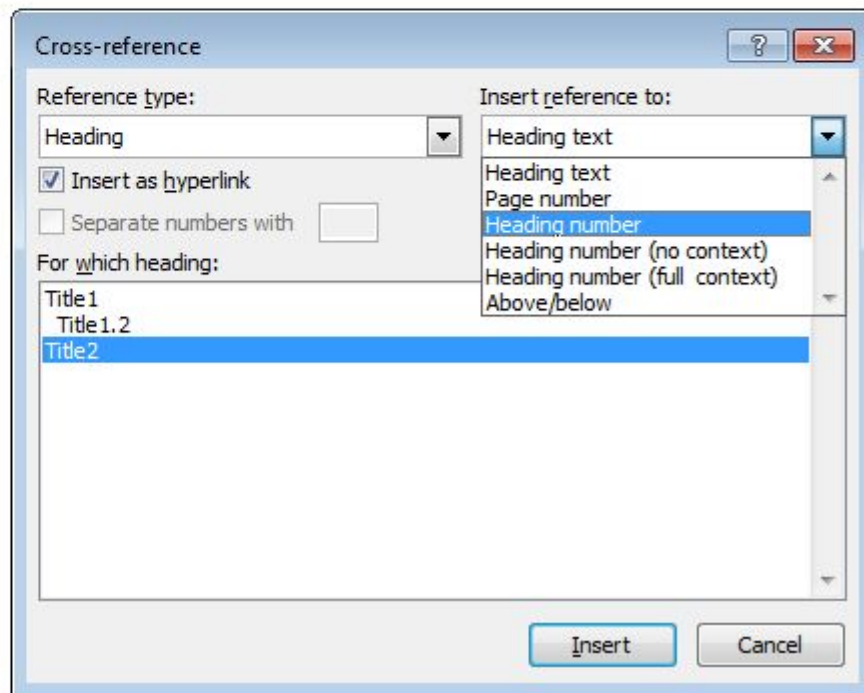 Cross-reference
Reference type:
Insert reference to:
Heading
Heading text
Insert as hyperlink
Separate numbers with
Heading text
Page number
Heading number
Heading number (no context)
Heading number (full context)
Above/below
For which heading:
Title1
Title1.2
Title2
Insert
Cancel